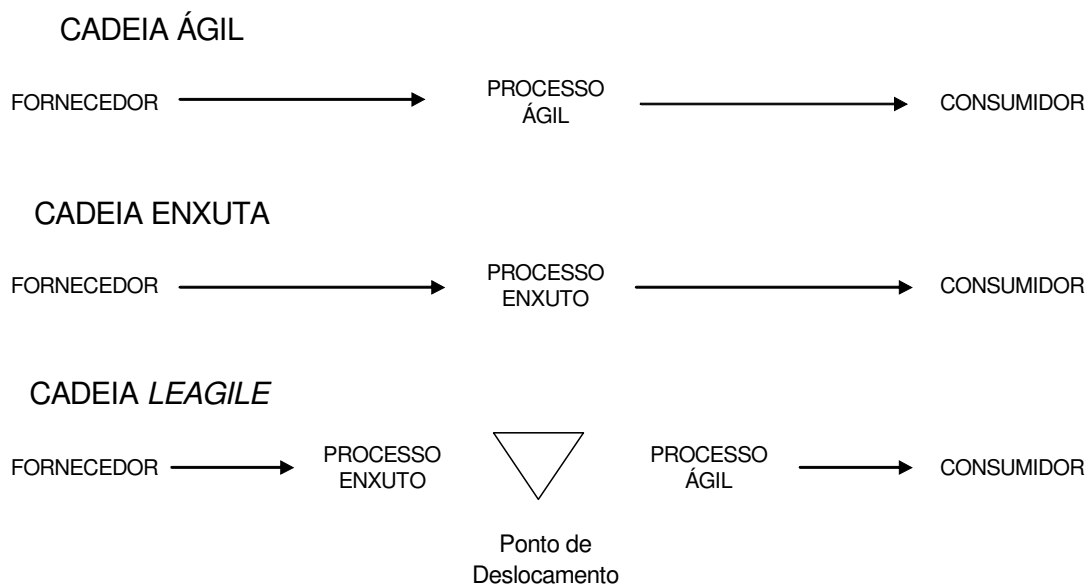 CADEIA ÁGIL
FORNECEDOR
PROCESSO
ÁGIL
CONSUMIDOR
CADEIA ENXUTA
FORNECEDOR
PROCESSO
ENXUTO
CONSUMIDOR
CADEIA LEAGILE
FORNECEDOR
PROCESSO
ENXUTO
PROCESSO
ÁGIL
CONSUMIDOR
Ponto de
Deslocamento